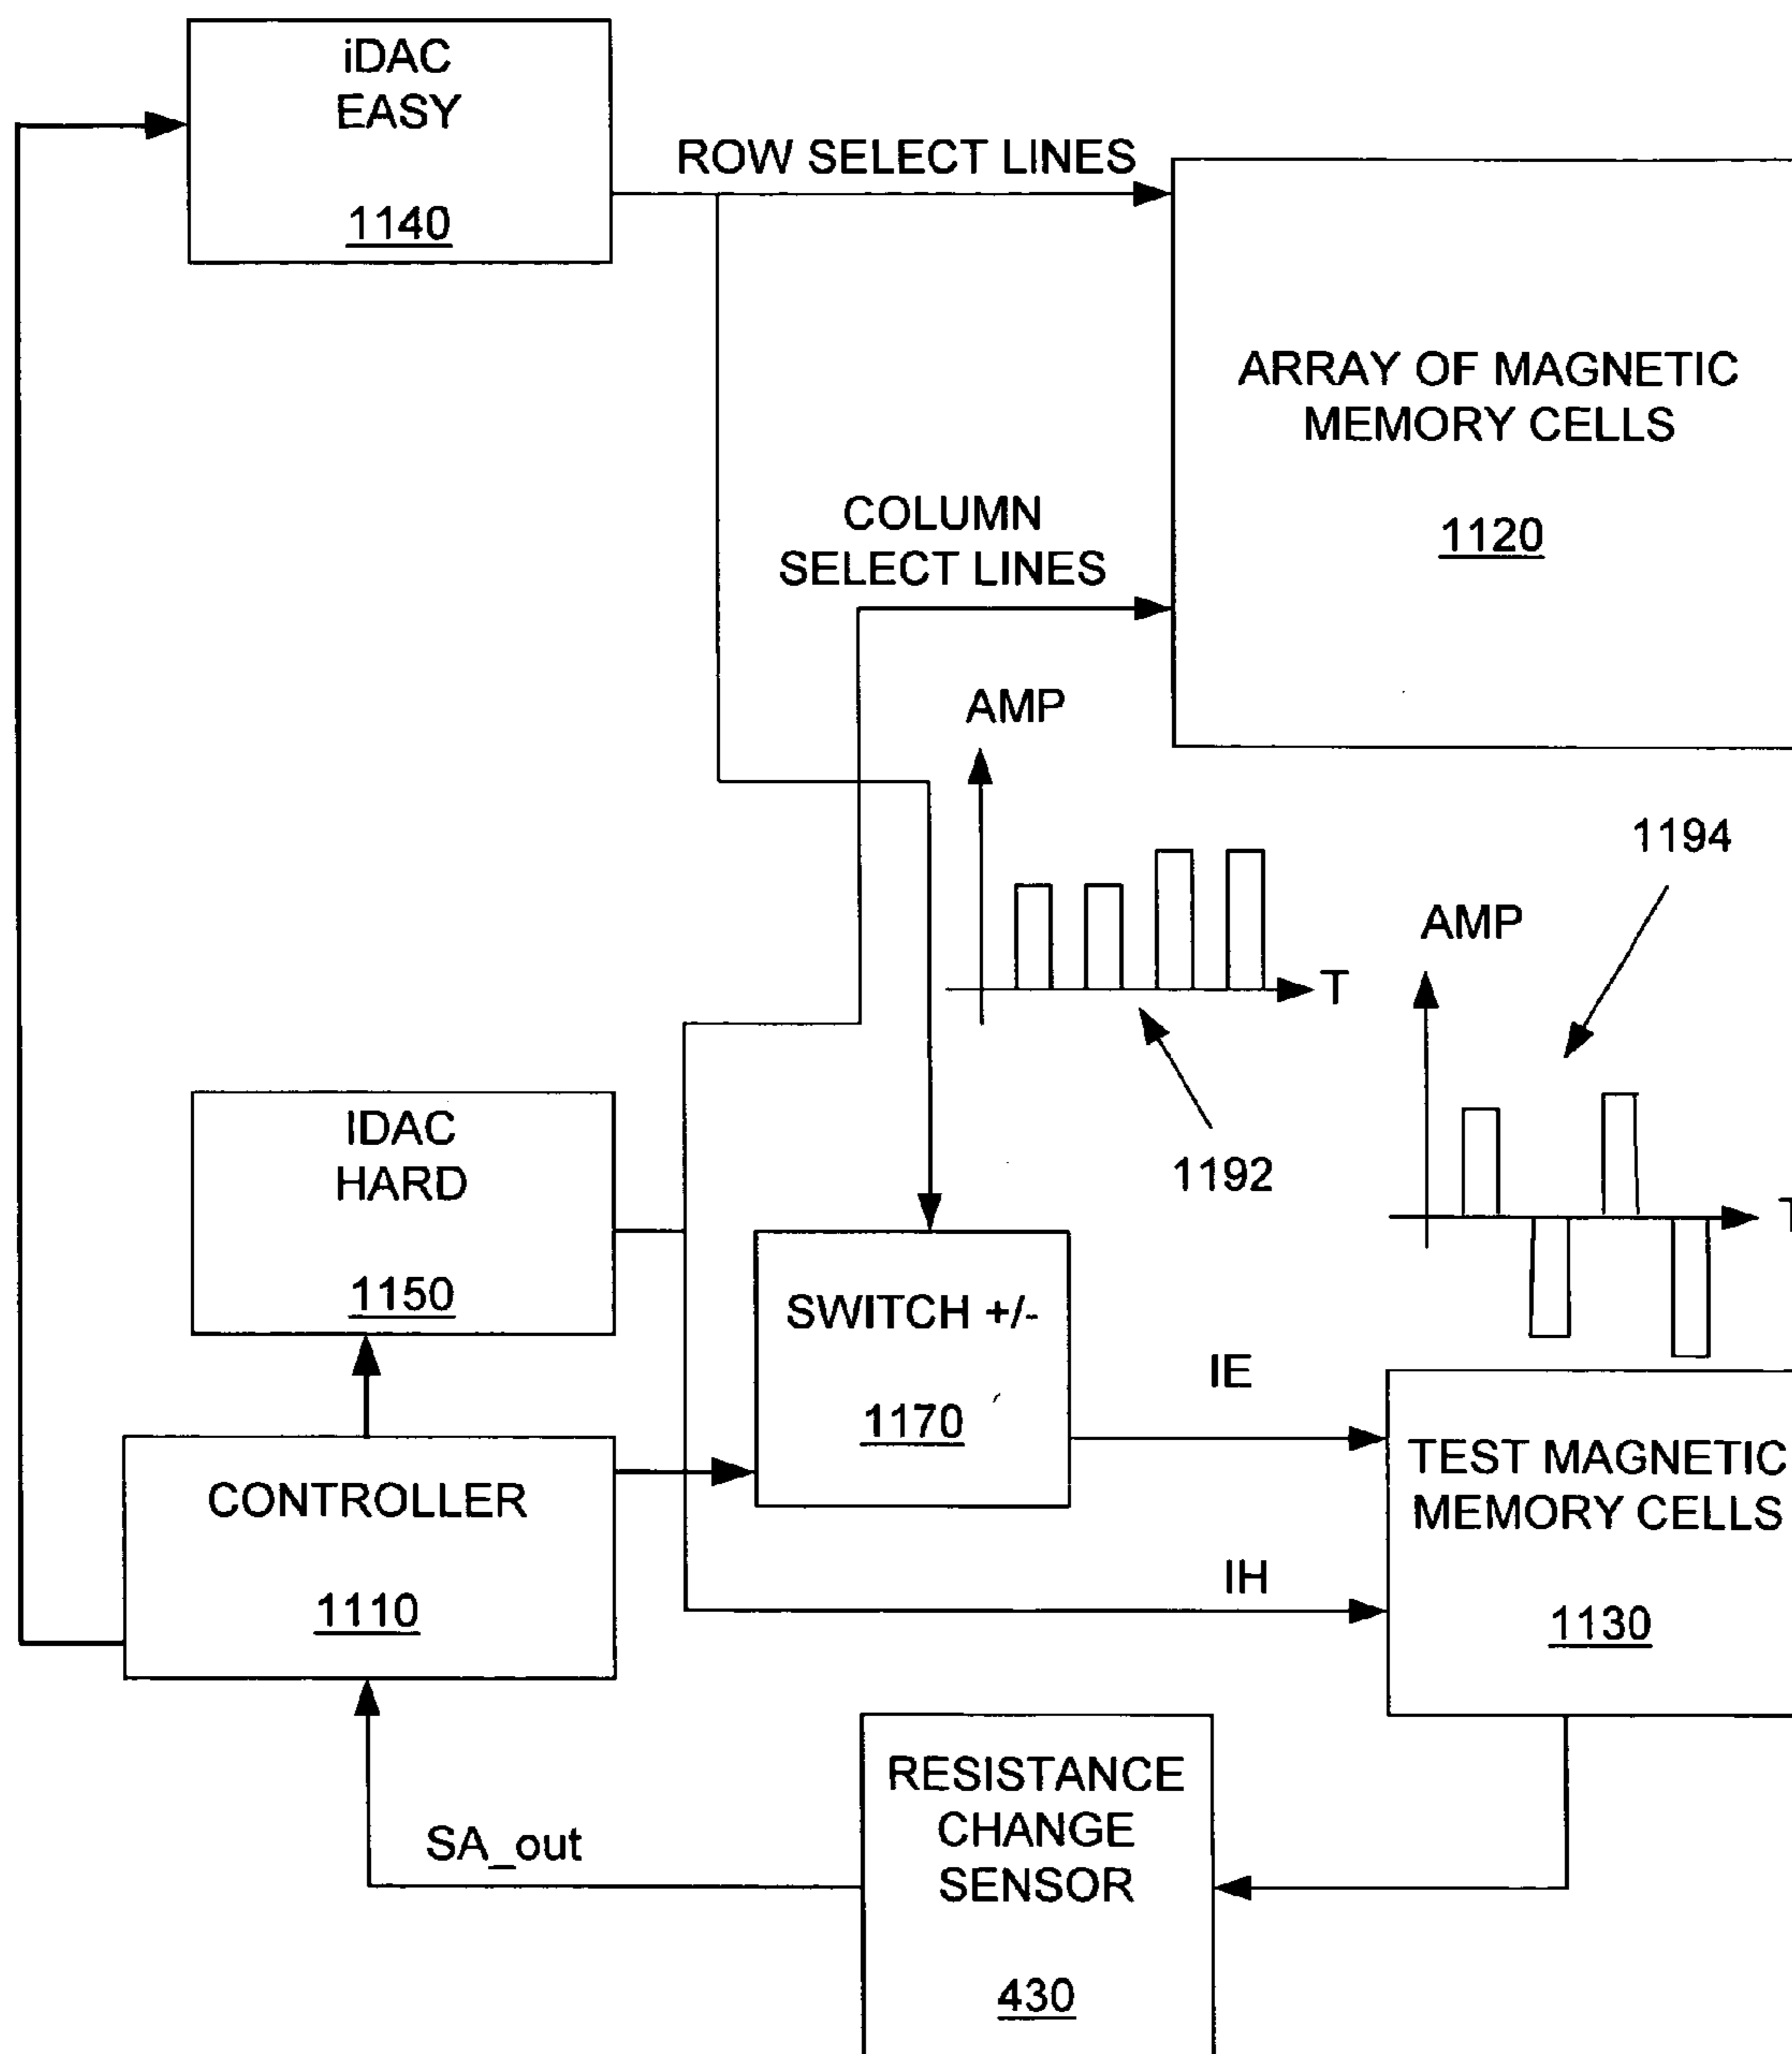 iDAC
EASY
1140
ROW SELECT LINES
ARRAY OF MAGNETIC
MEMORY CELLS
1120
COLUMN
SELECT LINES
AMP
T
1192
1194
AMP
T
IDAC
HARD
1150
SWITCH +/-
1170
IE
IH
CONTROLLER
1110
TEST MAGNETIC
MEMORY CELLS
1130
RESISTANCE
CHANGE
SENSOR
430
SA_out